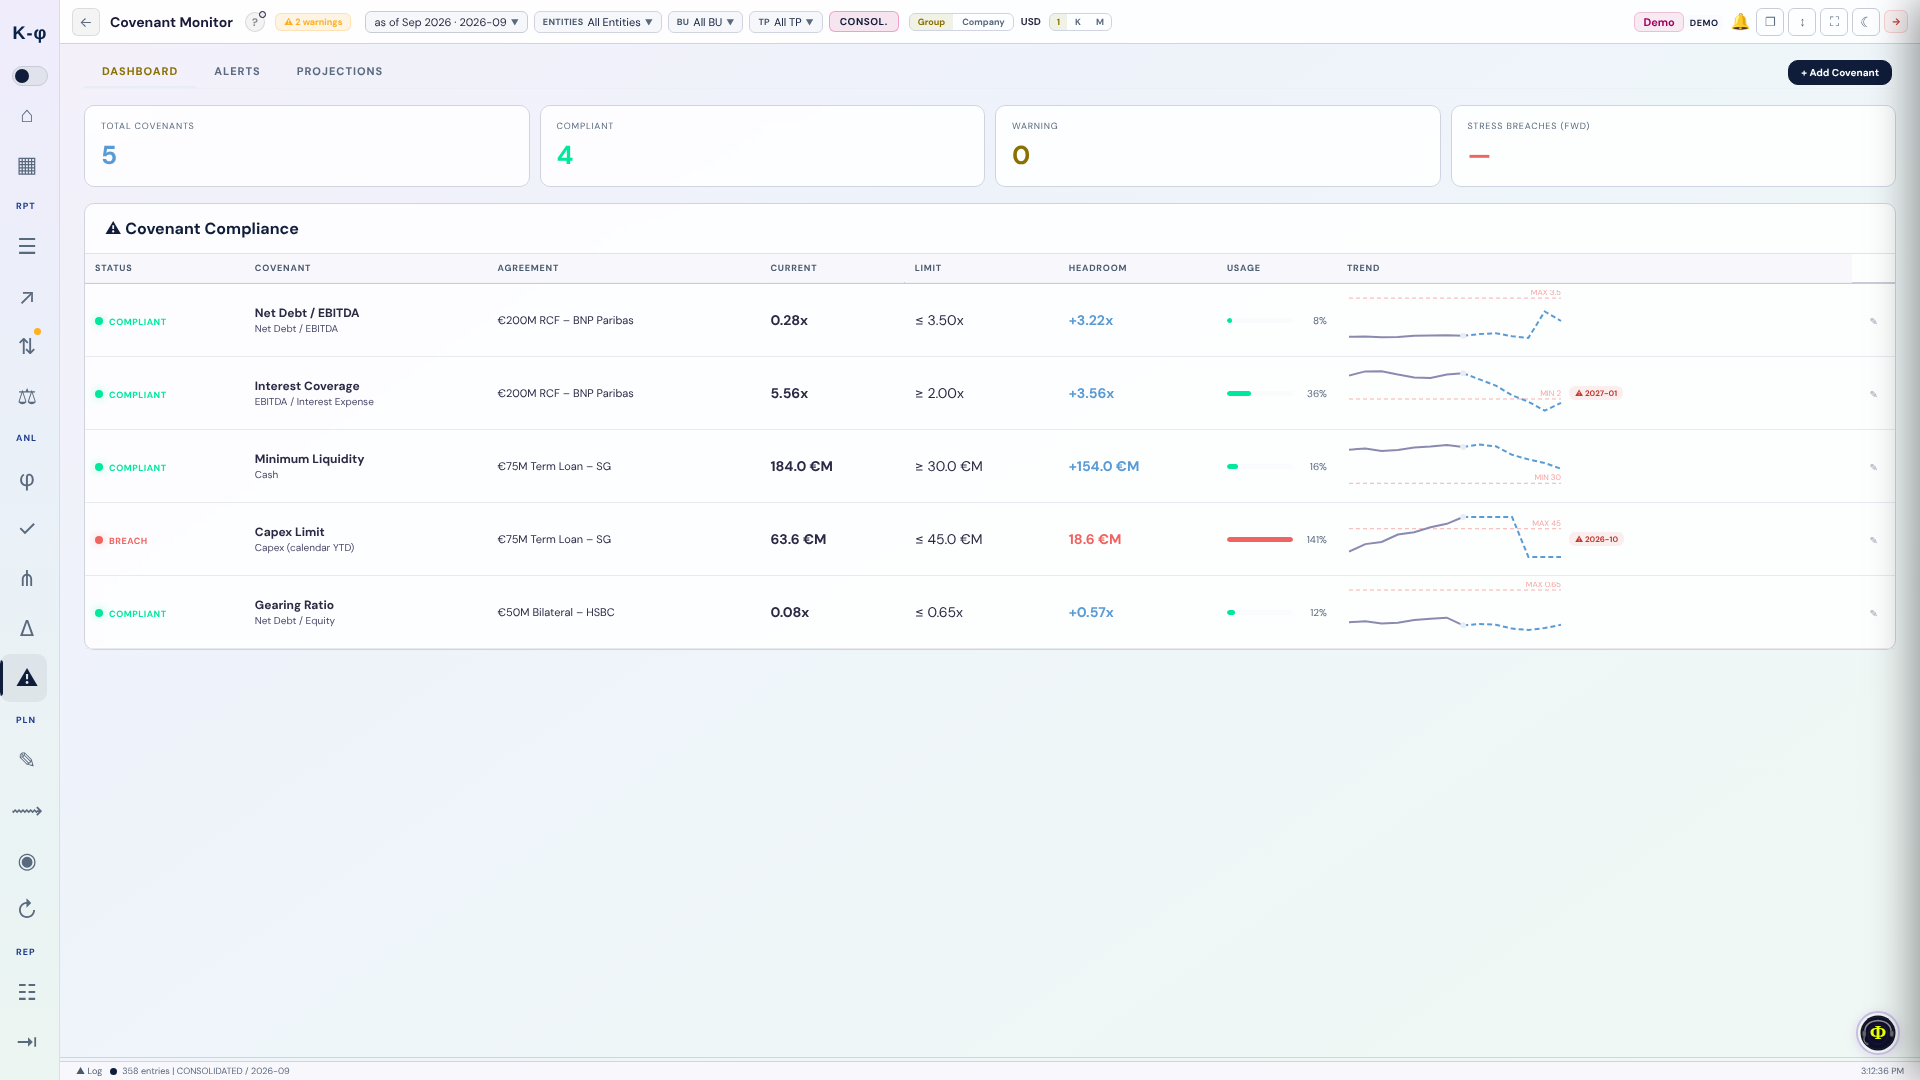 K-φ
Covenant Monitor
?
⚠ 2 warnings
as of Sep 2026 · 2026-09 ▼
ENTITIES All Entities ▼
BU All BU ▼
TP All TP ▼
CONSOL.
Group Company
USD
1 K M
Demo
DEMO
DASHBOARD
ALERTS
PROJECTIONS
+ Add Covenant
TOTAL COVENANTS
5
COMPLIANT
4
WARNING
0
STRESS BREACHES (FWD)
—
RPT
ANL
PLN
REP
⚠ Covenant Compliance
STATUS COVENANT AGREEMENT CURRENT LIMIT HEADROOM USAGE TREND
COMPLIANT Net Debt / EBITDA €200M RCF – BNP Paribas 0.28x ≤ 3.50x +3.22x 8% MAX 3.5
Net Debt / EBITDA
COMPLIANT Interest Coverage €200M RCF – BNP Paribas 5.56x ≥ 2.00x +3.56x 36% MIN 2 ⚠ 2027-01
EBITDA / Interest Expense
COMPLIANT Minimum Liquidity €75M Term Loan – SG 184.0 €M ≥ 30.0 €M +154.0 €M 16% MIN 30
Cash
BREACH Capex Limit €75M Term Loan – SG 63.6 €M ≤ 45.0 €M 18.6 €M 141% MAX 45 ⚠ 2026-10
Capex (calendar YTD)
COMPLIANT Gearing Ratio €50M Bilateral – HSBC 0.08x ≤ 0.65x +0.57x 12% MAX 0.65
Net Debt / Equity
Φ
▲ Log ● 358 entries | CONSOLIDATED / 2026-09
3:12:36 PM